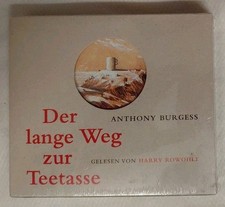 ANTHONY BURGESS
Der
lange Weg
zur
Teetasse
GELESEN VON HARRY ROWOHLT